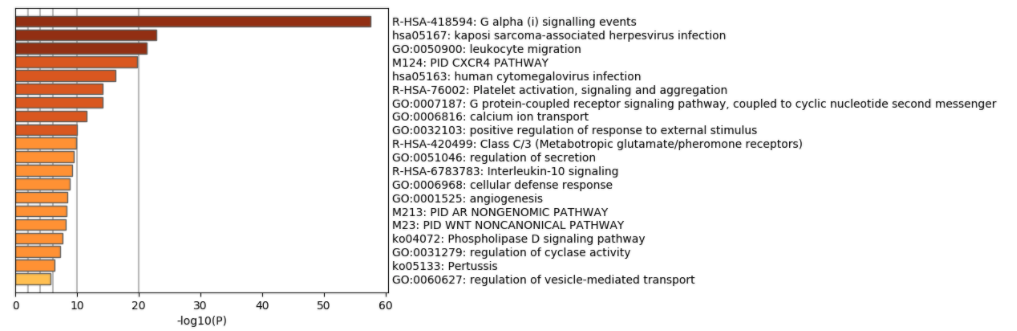 R-HSA-418594: G alpha (i) signalling events
hsa05167: kaposi sarcoma-associated herpesvirus infection
GO:0050900: leukocyte migration
M124: PID CXCR4 PATHWAY
hsa05163: human cytomegalovirus infection
R-HSA-76002: Platelet activation, signaling and aggregation
GO:0007187: G protein-coupled receptor signaling pathway, coupled to cyclic nucleotide second messenger
GO:0006816: calcium ion transport
GO:0032103: positive regulation of response to external stimulus
R-HSA-420499: Class C/3 (Metabotropic glutamate/pheromone receptors)
GO:0051046: regulation of secretion
R-HSA-6783783: Interleukin-10 signaling
GO:0006968: cellular defense response
GO:0001525: angiogenesis
M213: PID AR NONGENOMIC PATHWAY
M23: PID WNT NONCANONICAL PATHWAY
ko04072: Phospholipase D signaling pathway
GO:0031279: regulation of cyclase activity
ko05133: Pertussis
GO:0060627: regulation of vesicle-mediated transport
0 10 20 30 40 50 60
-log10(P)